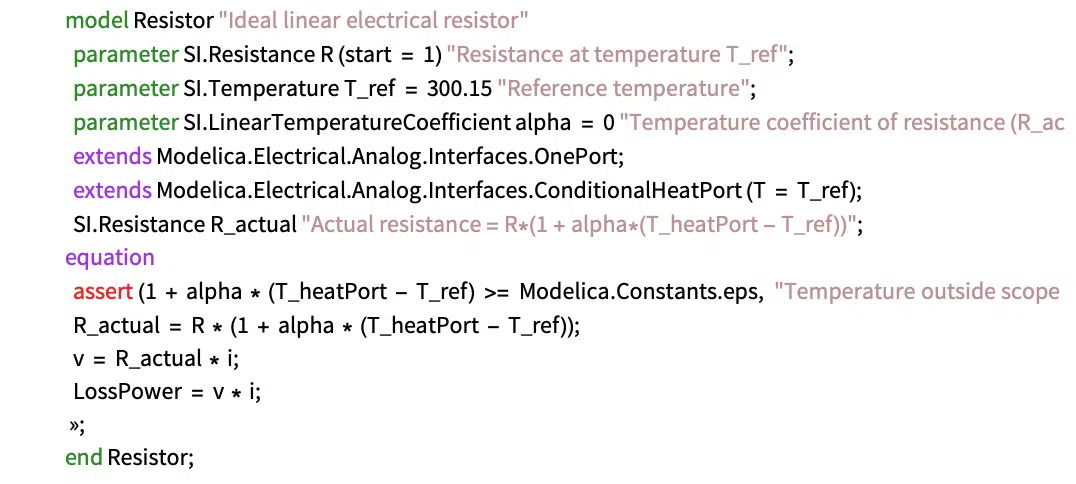 model Resistor "Ideal linear electrical resistor"
parameter SI.Resistance R (start = 1) "Resistance at temperature T_ref";
parameter SI.Temperature T_ref = 300.15 "Reference temperature";
parameter SI.LinearTemperatureCoefficient alpha = 0 "Temperature coefficient of resistance (R_ac
extends Modelica.Electrical.Analog.Interfaces.OnePort;
extends Modelica.Electrical.Analog.Interfaces.ConditionalHeatPort (T = T_ref);
SI.Resistance R_actual "Actual resistance = R*(1 + alpha*(T_heatPort – T_ref))";
equation
assert (1 + alpha * (T_heatPort – T_ref) >= Modelica.Constants.eps, "Temperature outside scope
R_actual = R * (1 + alpha * (T_heatPort – T_ref));
v = R_actual * i;
LossPower = v * i;
»;
end Resistor;